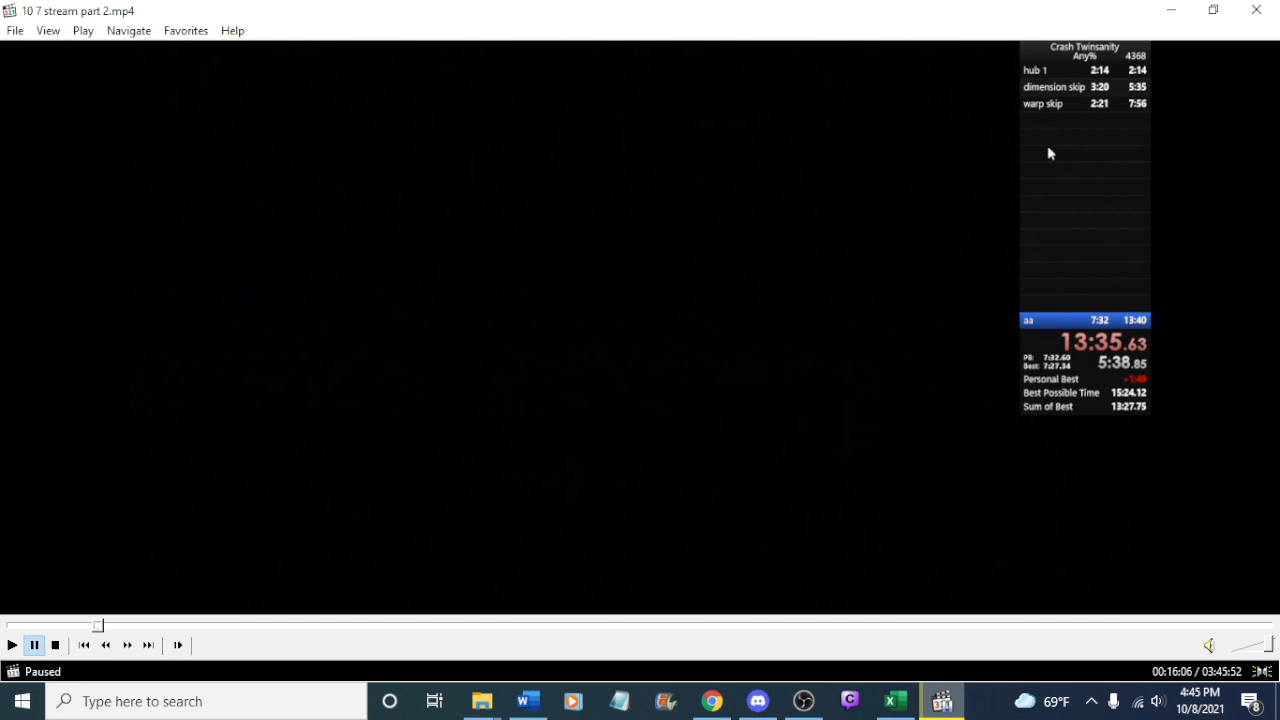 10 7 stream part 2.mp4
File View Play Navigate Favorites Help
Crash Twinsanity
Any% 4368
hub 1 2:14 2:14
dimension skip 3:20 5:35
warp skip 2:21 7:56
aa 7:32 13:40
13:35.63
PB: 7:32.60
Best: 7:27.34
5:38.85
Personal Best +1:48
Best Possible Time 15:24.12
Sum of Best 13:27.75
Paused
00:16:06 / 03:45:52
Type here to search
69°F
4:45 PM
10/8/2021
8